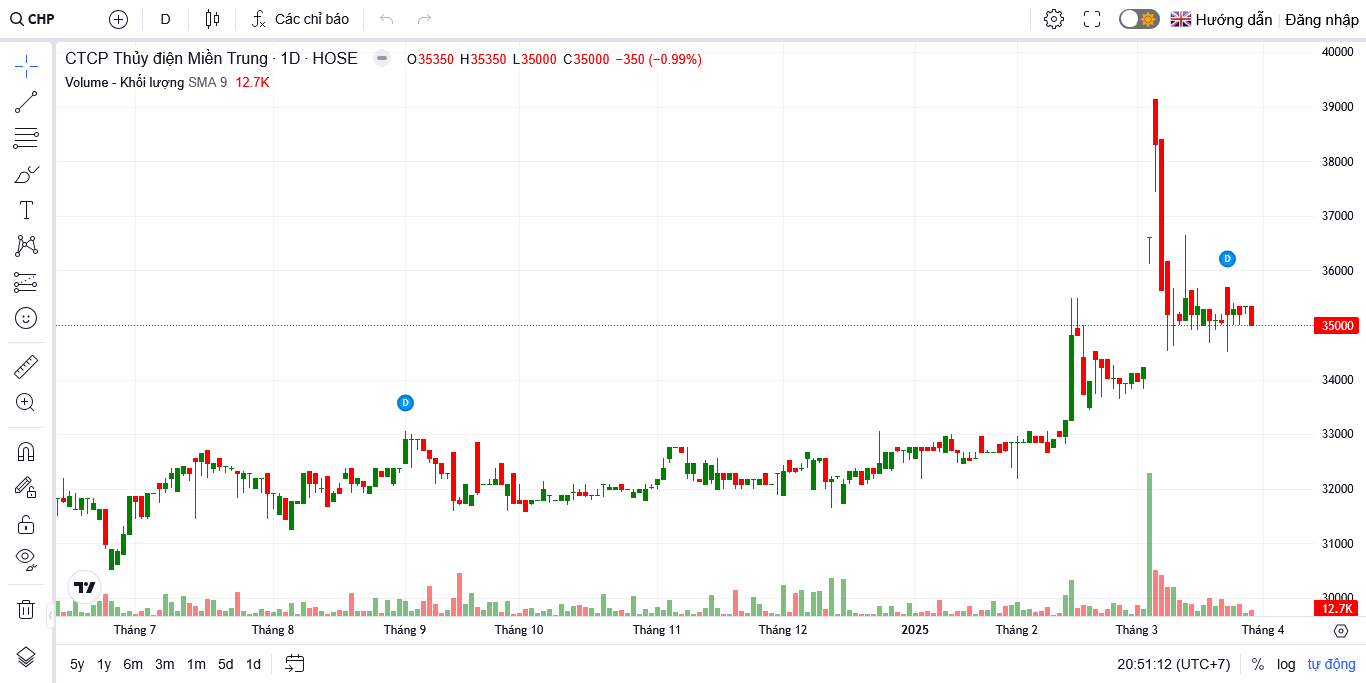 CHP D Các chỉ báo Hướng dẫn Đăng nhập
CTCP Thủy điện Miền Trung · 1D · HOSE O35350 H35350 L35000 C35000 −350 (−0.99%)
Volume - Khối lượng SMA 9 12.7K
40000
39000
38000
37000
36000
D
35000
34000
D
33000
32000
31000
30000
12.7K
Tháng 7 Tháng 8 Tháng 9 Tháng 10 Tháng 11 Tháng 12 2025 Tháng 2 Tháng 3 Tháng 4
5y 1y 6m 3m 1m 5d 1d 20:51:12 (UTC+7) % log tự động